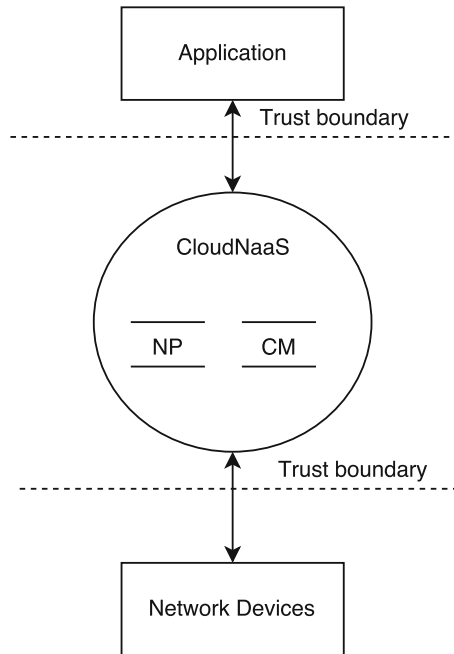 Application
Trust boundary
CloudNaaS
NP
CM
Trust boundary
Network Devices